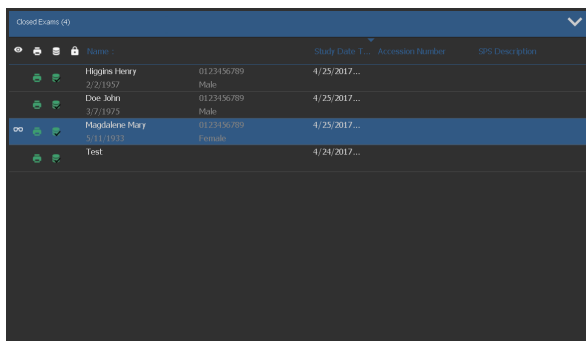 Closed Exams (4)
Name : Study Date T... Accession Number SPS Description
Higgins Henry 0123456789 4/25/2017...
2/2/1957 Male
Doe John 0123456789 4/25/2017...
3/7/1975 Male
Magdalene Mary 0123456789 4/25/2017...
5/11/1933 Female
Test 4/24/2017...